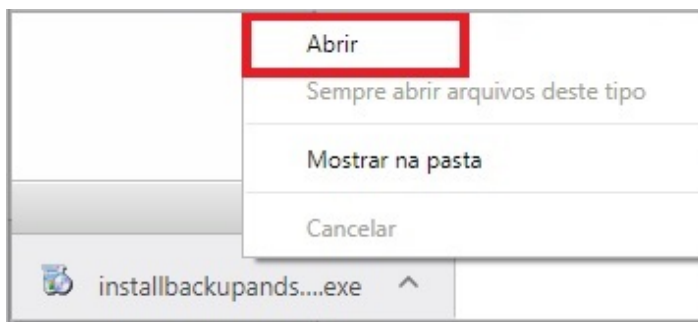 Abrir
Sempre abrir arquivos deste tipo
Mostrar na pasta
Cancelar
installbackupands....exe